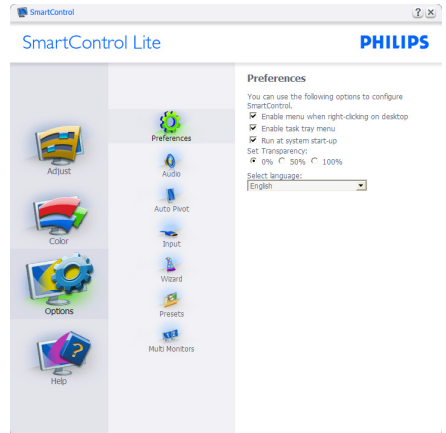 SmartControl
SmartControl Lite
PHILIPS
Adjust
Color
Options
Help
Preferences
Audio
Auto Pivot
Input
Wizard
Presets
Multi Monitors
Preferences
You can use the following options to configure
SmartControl.
Enable menu when right-clicking on desktop
Enable task tray menu
Run at system start-up
Set Transparency:
0% 50% 100%
Select language:
English